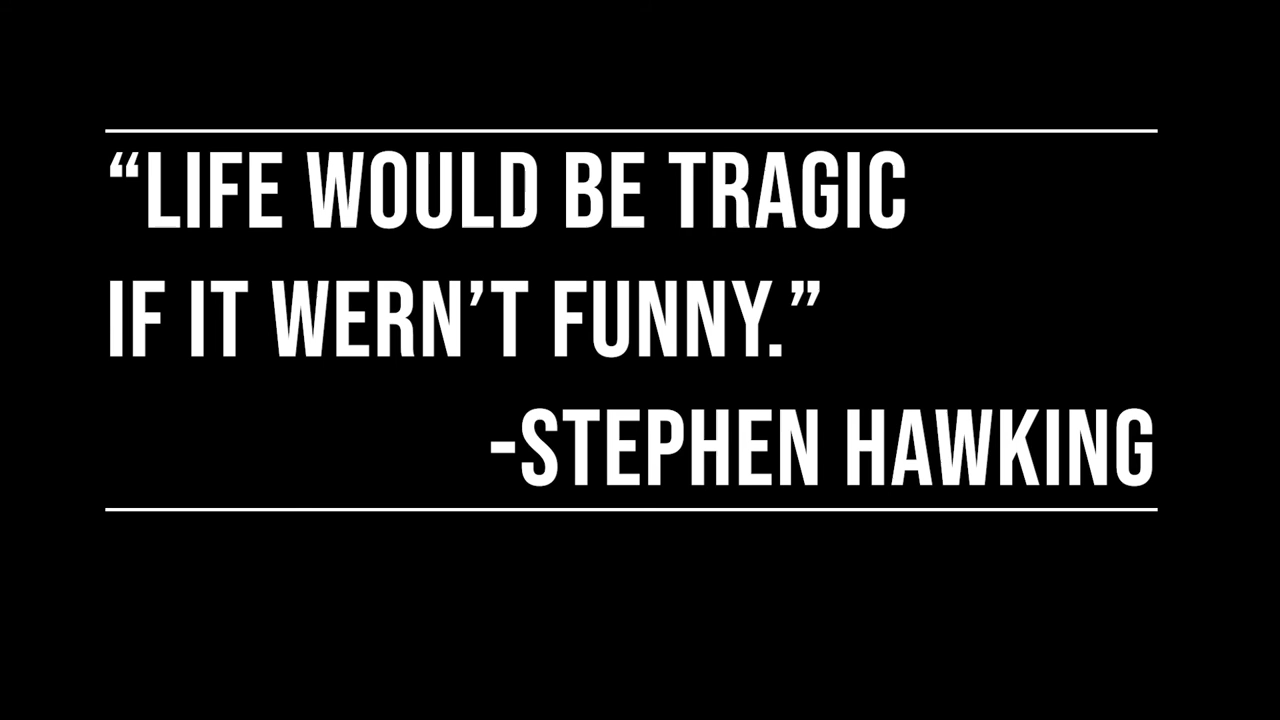 “LIFE WOULD BE TRAGIC
IF IT WERN’T FUNNY.”
-STEPHEN HAWKING